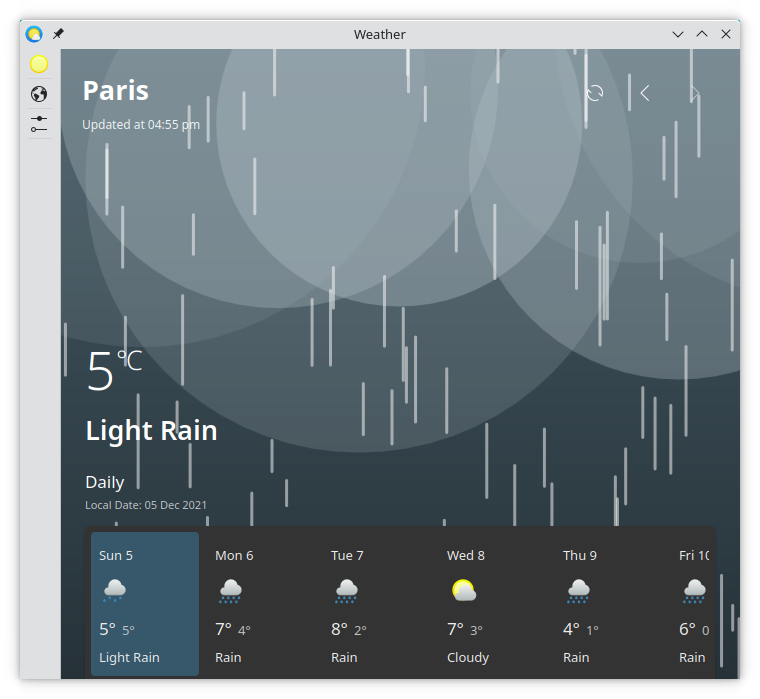 Weather
Paris
Updated at 04:55 pm
5°C
Light Rain
Daily
Local Date: 05 Dec 2021
Sun 5 Mon 6 Tue 7 Wed 8 Thu 9 Fri 10
5° 5° 7° 4° 8° 2° 7° 3° 4° 1° 6° 0
Light Rain Rain Rain Cloudy Rain Rain